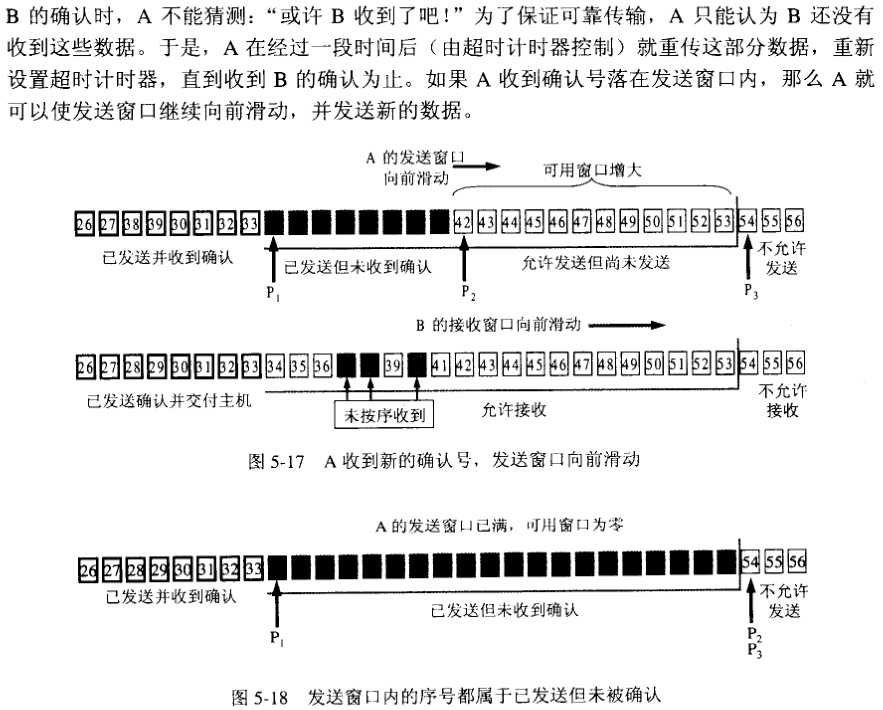 B 的确认时，A 不能猜测：“或许 B 收到了吧！”为了保证可靠传输，A 只能认为 B 还没有
收到这些数据。于是，A 在经过一段时间后（由超时计时器控制）就重传这部分数据，重新
设置超时计时器，直到收到 B 的确认为止。如果 A 收到确认号落在发送窗口内，那么 A 就
可以使发送窗口继续向前滑动，并发送新的数据。
A 的发送窗口
向前滑动
可用窗口增大
26 27 38 39 30 31 32 33 42 43 44 45 46 47 48 49 50 51 52 53 54 55 56
已发送并收到确认
已发送但未收到确认
允许发送但尚未发送
不允许
发送
P1
P2
P3
B 的接收窗口向前滑动
26 27 28 29 30 31 32 33 34 35 36 39 41 42 43 44 45 46 47 48 49 50 51 52 53 54 55 56
已发送确认并交付主机
未按序收到
允许接收
不允许
接收
图 5-17 A 收到新的确认号，发送窗口向前滑动
A 的发送窗口已满，可用窗口为零
26 27 28 29 30 31 32 33 54 55 56
已发送并收到确认
已发送但未收到确认
不允许
发送
P1
P2
P3
图 5-18 发送窗口内的序号都属于已发送但未被确认